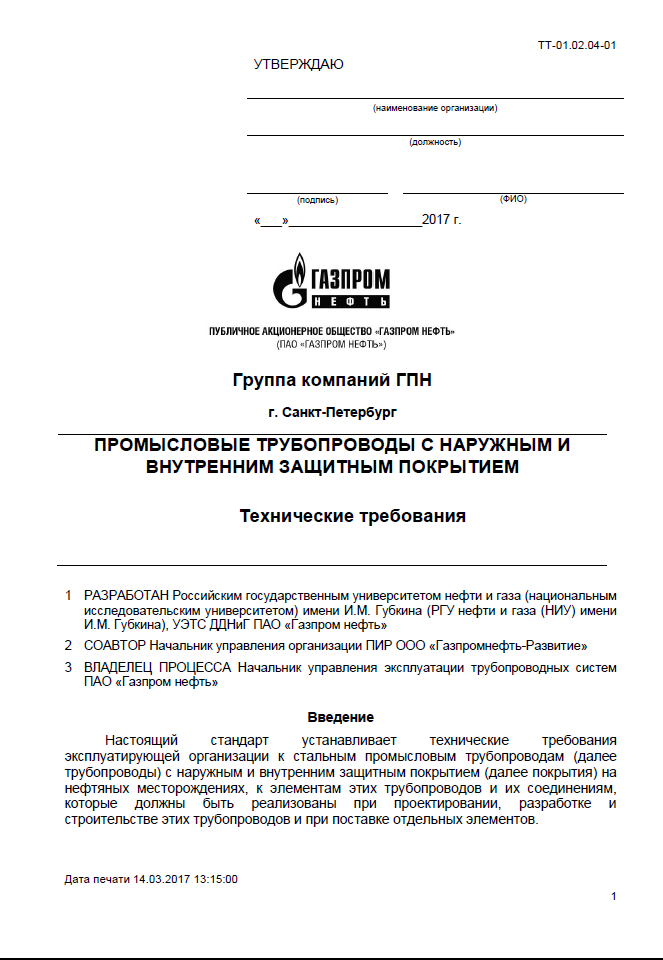 ТТ-01.02.04-01
УТВЕРЖДАЮ
(наименование организации)
(должность)
(подпись) (ФИО)
«___»___________________2017 г.
ГАЗПРОМ
НЕФТЬ
ПУБЛИЧНОЕ АКЦИОНЕРНОЕ ОБЩЕСТВО «ГАЗПРОМ НЕФТЬ»
(ПАО «ГАЗПРОМ НЕФТЬ»)
Группа компаний ГПН
г. Санкт-Петербург
ПРОМЫСЛОВЫЕ ТРУБОПРОВОДЫ С НАРУЖНЫМ И
ВНУТРЕННИМ ЗАЩИТНЫМ ПОКРЫТИЕМ
Технические требования
1 РАЗРАБОТАН Российским государственным университетом нефти и газа (национальным
исследовательским университетом) имени И.М. Губкина (РГУ нефти и газа (НИУ) имени
И.М. Губкина), УЭТС ДДНиГ ПАО «Газпром нефть»
2 СОАВТОР Начальник управления организации ПИР ООО «Газпромнефть-Развитие»
3 ВЛАДЕЛЕЦ ПРОЦЕССА Начальник управления эксплуатации трубопроводных систем
ПАО «Газпром нефть»
Введение
Настоящий стандарт устанавливает технические требования
эксплуатирующей организации к стальным промысловым трубопроводам (далее
трубопроводы) с наружным и внутренним защитным покрытием (далее покрытия) на
нефтяных месторождениях, к элементам этих трубопроводов и их соединениям,
которые должны быть реализованы при проектировании, разработке и
строительстве этих трубопроводов и при поставке отдельных элементов.
Дата печати 14.03.2017 13:15:00
1